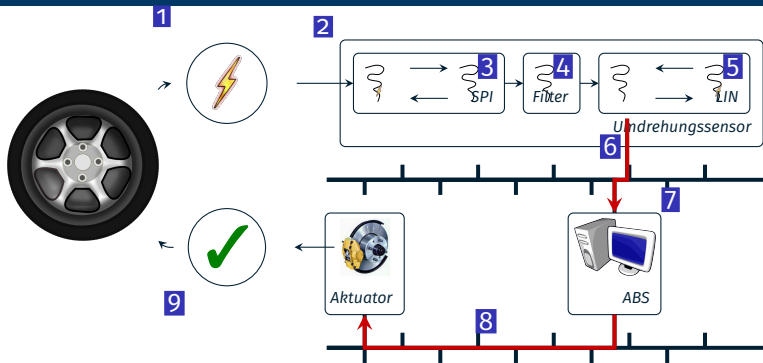 1
2
3
4
5
SPI
Filter
LIN
Umdrehungssensor
6
7
Aktuator
ABS
9
8